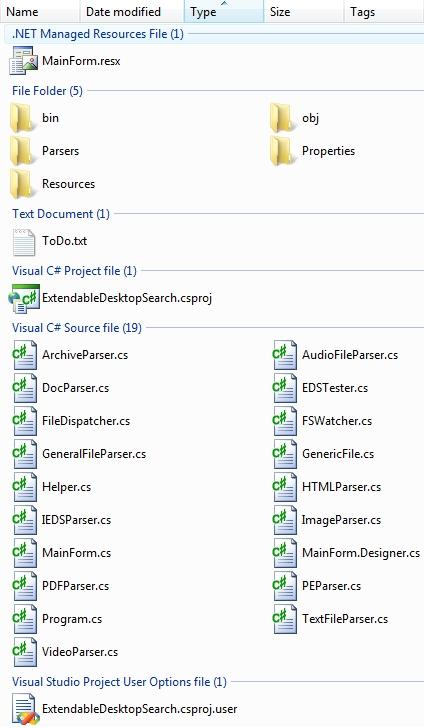 Name Date modified Type Size Tags
.NET Managed Resources File (1)
MainForm.resx
File Folder (5)
bin obj
Parsers Properties
Resources
Text Document (1)
ToDo.txt
Visual C# Project file (1)
ExtendableDesktopSearch.csproj
Visual C# Source file (19)
ArchiveParser.cs AudioFileParser.cs
DocParser.cs EDSTester.cs
FileDispatcher.cs FSWatcher.cs
GeneralFileParser.cs GenericFile.cs
Helper.cs HTMLParser.cs
IEDSParser.cs ImageParser.cs
MainForm.cs MainForm.Designer.cs
PDFParser.cs PEParser.cs
Program.cs TextFileParser.cs
VideoParser.cs
Visual Studio Project User Options file (1)
ExtendableDesktopSearch.csproj.user